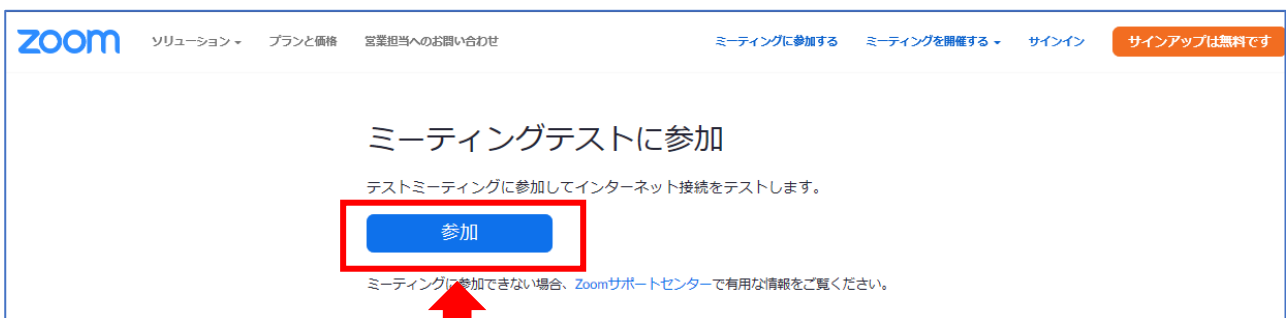 zoom ソリューション プランと価格 営業担当へのお問い合わせ ミーティングに参加する ミーティングを開催する サインイン サインアップは無料です
ミーティングテストに参加
テストミーティングに参加してインターネット接続をテストします。
参加
ミーティングに参加できない場合、Zoomサポートセンターで有用な情報をご覧ください。